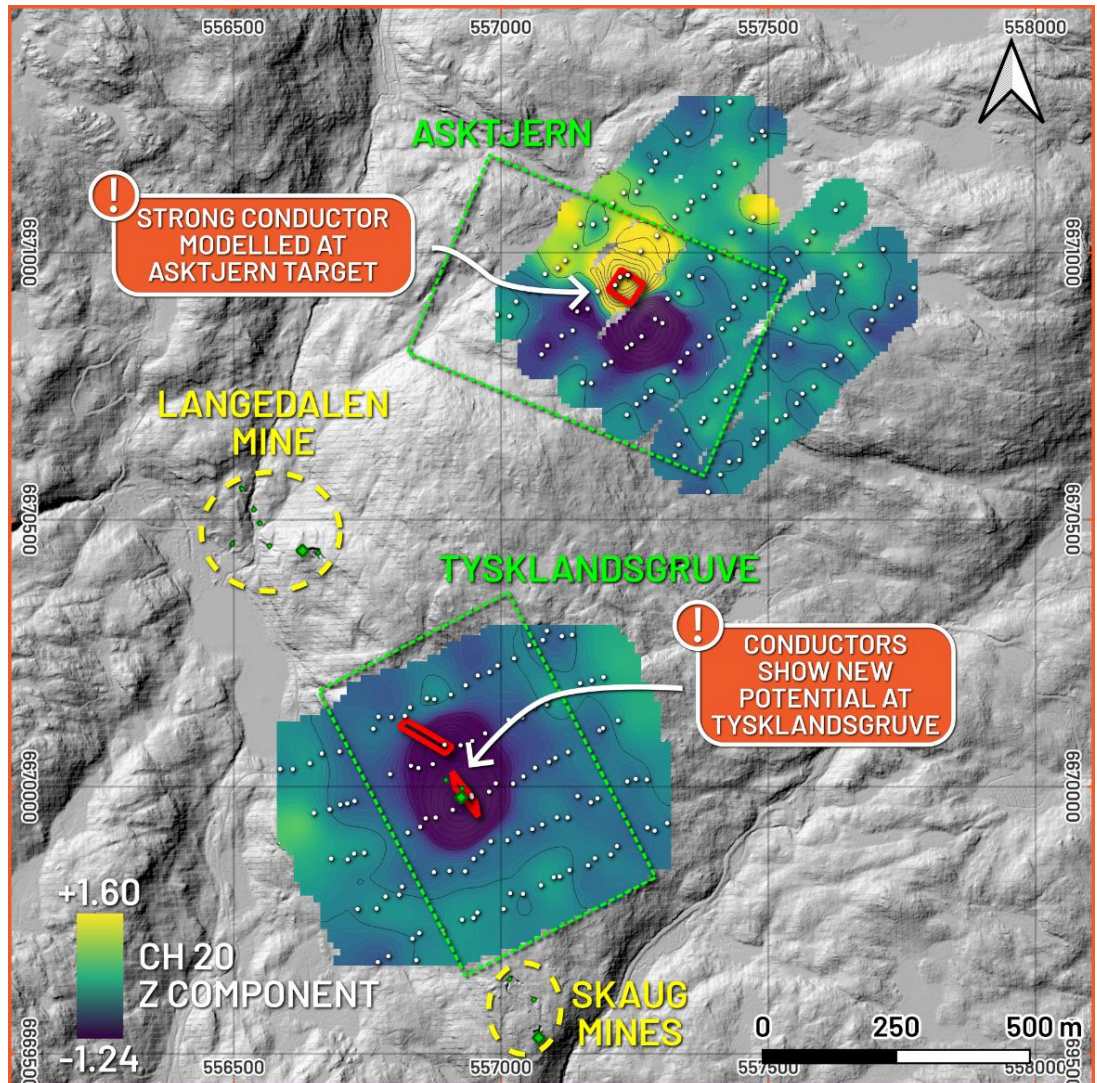 556500
557000
557500
558000
ASKTJERN
!
STRONG CONDUCTOR
MODELLED AT
ASKTJERN TARGET
6671000
6671000
LANGEDALEN
MINE
6670500
6670500
TYSKLANDSGRUVE
!
CONDUCTORS
SHOW NEW
POTENTIAL AT
TYSKLANDSGRUVE
6670000
6670000
+1.60
CH 20
Z COMPONENT
-1.24
SKAUG
MINES
0 250 500 m
6669500
556500
557000
558000